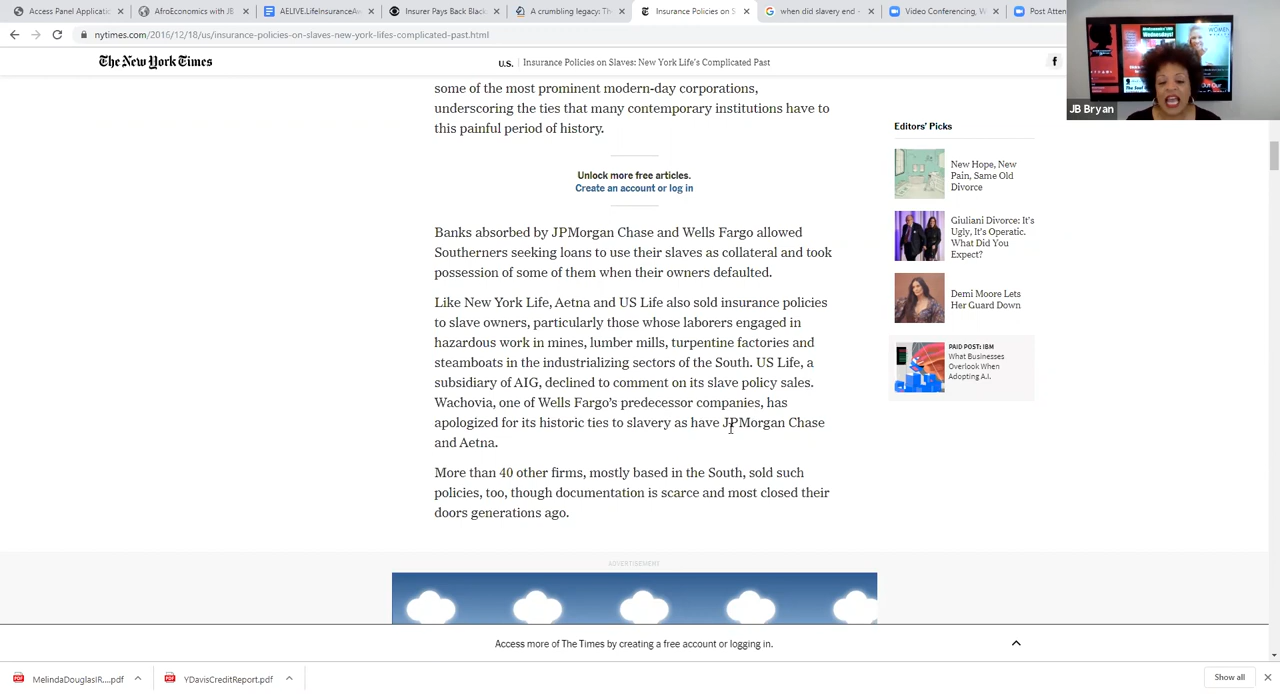 Access Panel Applicatio
AfroEconomics with JB
AELIVE.LifeInsuranceAw
Insurer Pays Back Black
A crumbling legacy: Th
Insurance Policies on S
when did slavery end -
Video Conferencing, W
Post Atten
nytimes.com/2016/12/18/us/insurance-policies-on-slaves-new-york-lifes-complicated-past.html
The New York Times
U.S. | Insurance Policies on Slaves: New York Life's Complicated Past
JB Bryan
some of the most prominent modern-day corporations,
underscoring the ties that many contemporary institutions have to
this painful period of history.
Unlock more free articles.
Create an account or log in
Banks absorbed by JPMorgan Chase and Wells Fargo allowed
Southerners seeking loans to use their slaves as collateral and took
possession of some of them when their owners defaulted.
Like New York Life, Aetna and US Life also sold insurance policies
to slave owners, particularly those whose laborers engaged in
hazardous work in mines, lumber mills, turpentine factories and
steamboats in the industrializing sectors of the South. US Life, a
subsidiary of AIG, declined to comment on its slave policy sales.
Wachovia, one of Wells Fargo's predecessor companies, has
apologized for its historic ties to slavery as have JPMorgan Chase
and Aetna.
More than 40 other firms, mostly based in the South, sold such
policies, too, though documentation is scarce and most closed their
doors generations ago.
Editors' Picks
New Hope, New
Pain, Same Old
Divorce
Giuliani Divorce: It's
Ugly, It's Operatic.
What Did You
Expect?
Demi Moore Lets
Her Guard Down
PAID POST: IBM
What Businesses
Overlook When
Adopting A.I.
ADVERTISEMENT
Access more of The Times by creating a free account or logging in.
MelindaDouglasIR....pdf
YDavisCreditReport.pdf
Show all